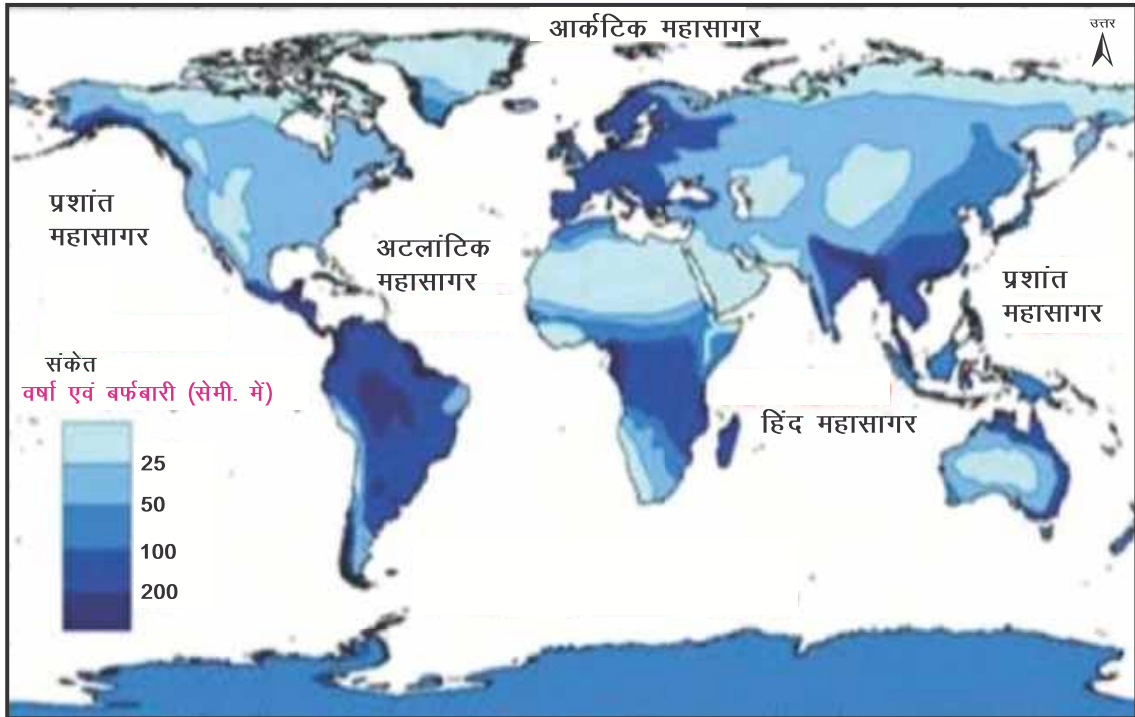 आर्कटिक महासागर
उत्तर
प्रशांत
महासागर
अटलांटिक
महासागर
प्रशांत
महासागर
हिंद महासागर
संकेत
वर्षा एवं बर्फबारी (सेमी. में)
25
50
100
200